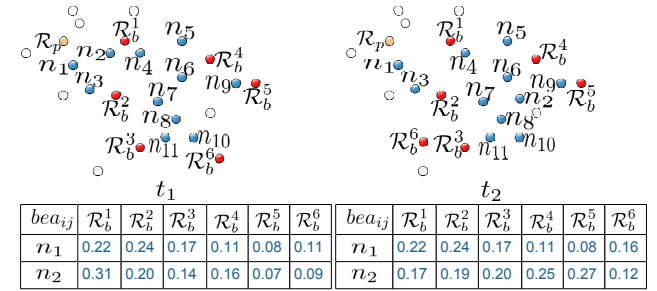 R_b^1 n_5
R_p n_2 R_b^4
n_1 n_4 n_6
n_3 n_7 n_9 R_b^5
R_b^2 n_8
R_b^3 n_11 n_10
R_b^6
t_1
R_b^1 n_5
R_p R_b^4
n_1 n_4 n_6
n_3 n_7 n_9 R_b^5
R_b^2 n_2
n_8
R_b^6 R_b^3 n_11 n_10
t_2
bea_ij R_b^1 R_b^2 R_b^3 R_b^4 R_b^5 R_b^6
n_1 0.22 0.24 0.17 0.11 0.08 0.11
n_2 0.31 0.20 0.14 0.16 0.07 0.09
bea_ij R_b^1 R_b^2 R_b^3 R_b^4 R_b^5 R_b^6
n_1 0.22 0.24 0.17 0.11 0.08 0.16
n_2 0.17 0.19 0.20 0.25 0.27 0.12